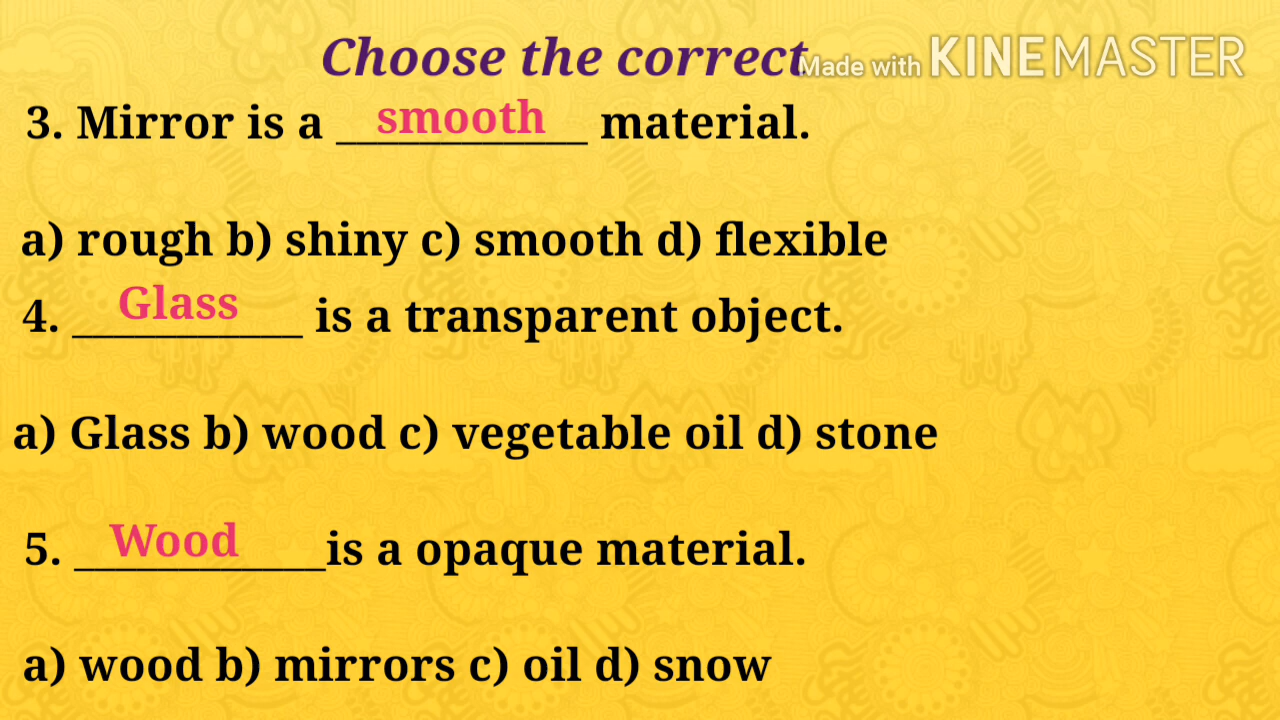 Choose the correct
Made with KINEMASTER
3. Mirror is a ____________ material.
smooth
a) rough b) shiny c) smooth d) flexible
4. ___________ is a transparent object.
Glass
a) Glass b) wood c) vegetable oil d) stone
5. ____________is a opaque material.
Wood
a) wood b) mirrors c) oil d) snow